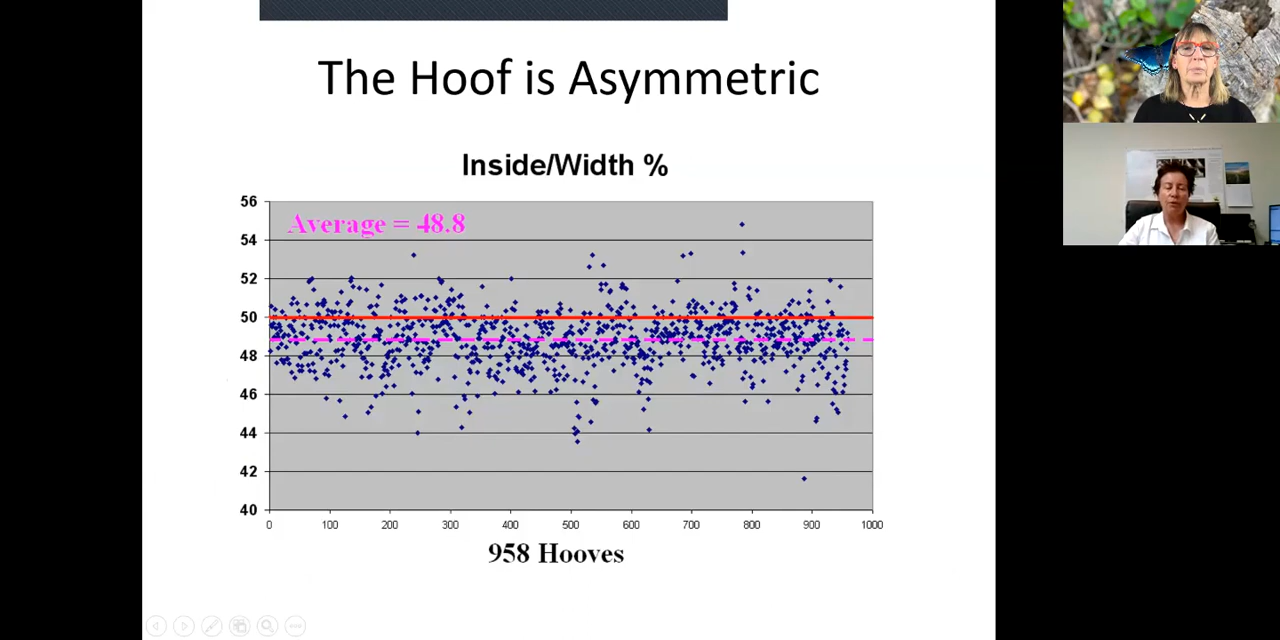 The Hoof is Asymmetric
Inside/Width %
56
Average = 48.8
54
52
50
48
46
44
42
40
0 100 200 300 400 500 600 700 800 900 1000
958 Hooves